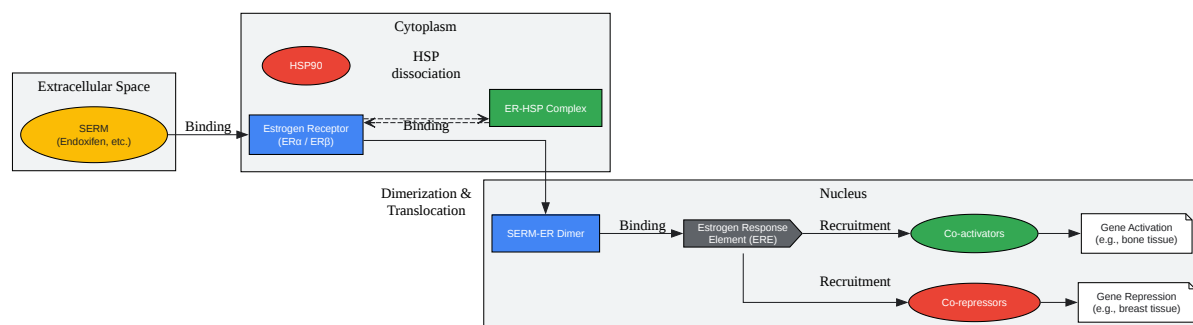 Cytoplasm
HSP90
HSP
dissociation
Extracellular Space
SERM
(Endoxifen, etc.)
Binding
Estrogen Receptor
(ERα / ERβ)
Binding
ER-HSP Complex
Dimerization &
Translocation
Nucleus
SERM-ER Dimer
Binding
Estrogen Response
Element (ERE)
Recruitment
Co-activators
Gene Activation
(e.g., bone tissue)
Recruitment
Co-repressors
Gene Repression
(e.g., breast tissue)